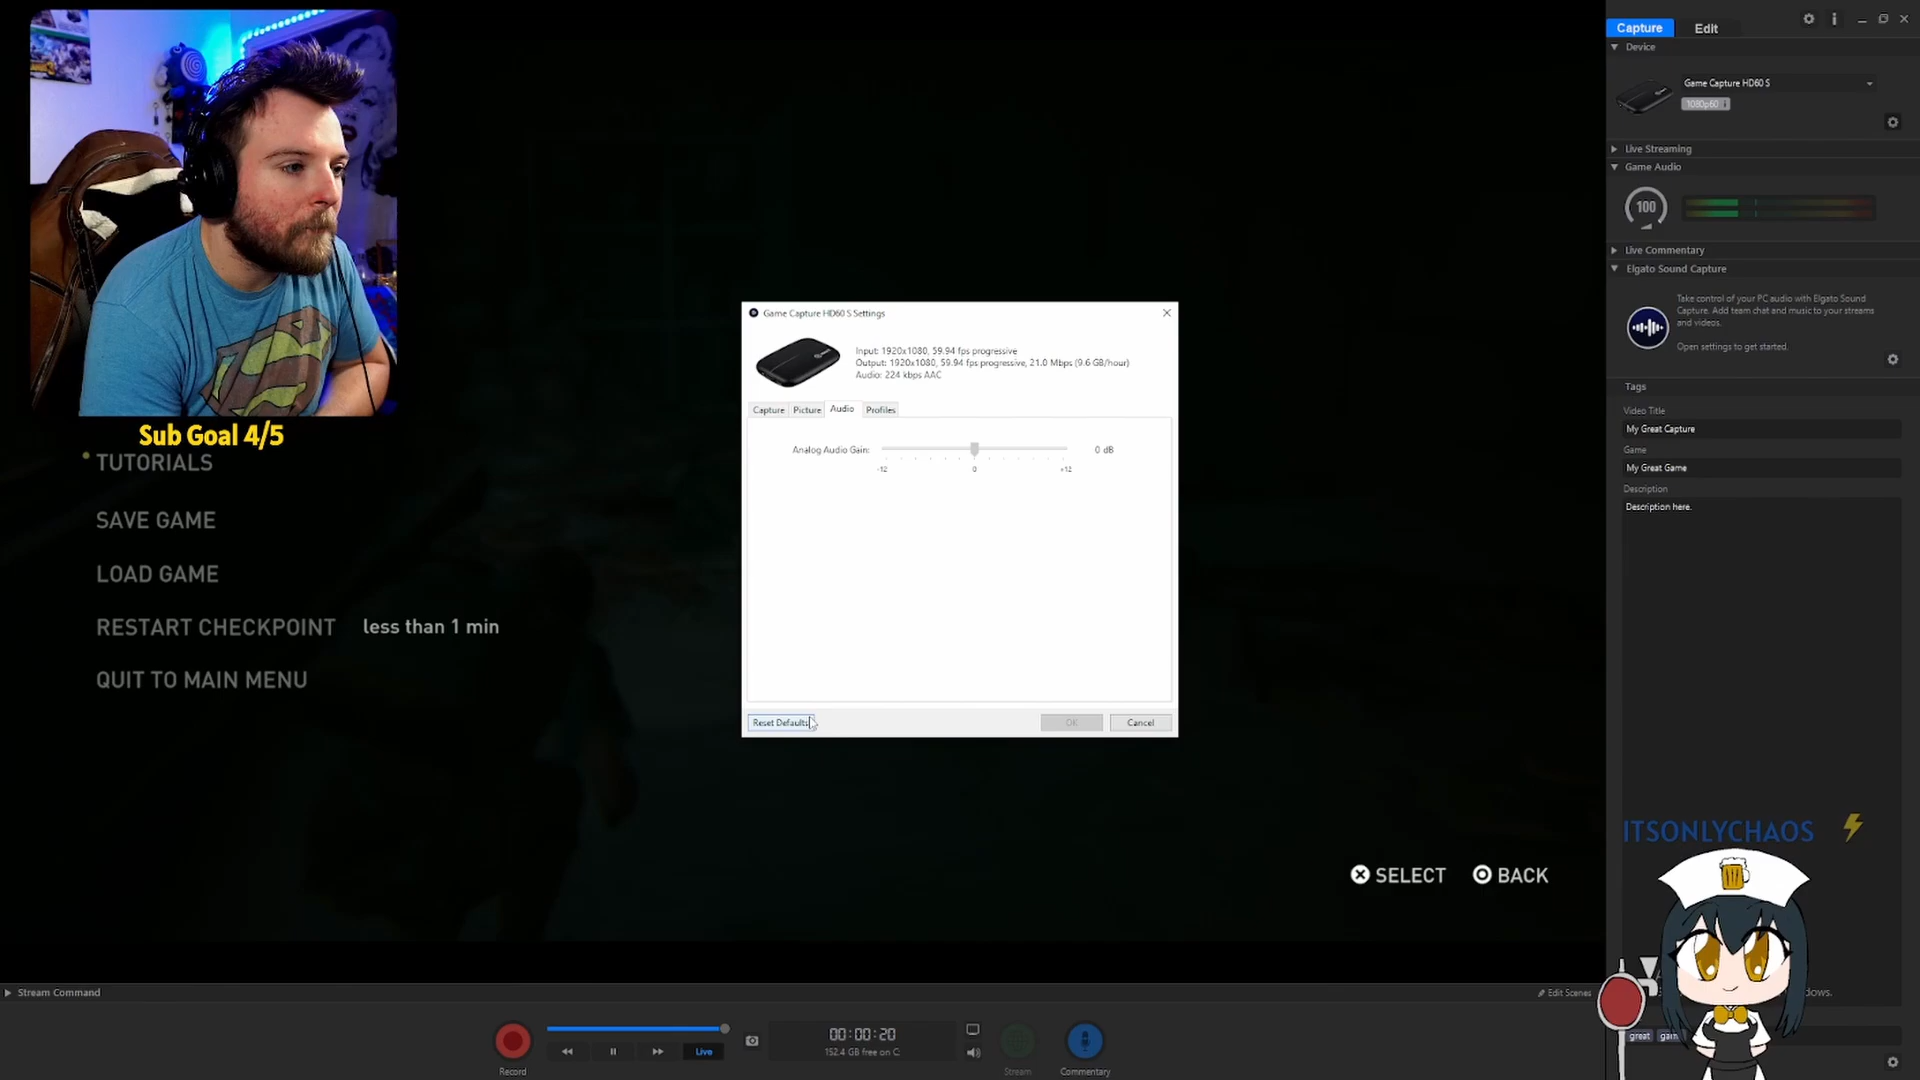 Capture Edit
Device
Game Capture HD60 S
1080p60
Live Streaming
Game Audio
100
Live Commentary
Elgato Sound Capture
Take control of your PC audio with Elgato Sound
Capture. Add team chat and music to your streams
and videos.
Open settings to get started.
Tags
Video Title
My Great Capture
Game
My Great Game
Description
Description here.
ITSONLYCHAOS
dows.
great
Sub Goal 4/5
TUTORIALS
SAVE GAME
LOAD GAME
RESTART CHECKPOINT less than 1 min
QUIT TO MAIN MENU
Game Capture HD60 S Settings
Input: 1920x1080, 59.94 fps progressive
Output: 1920x1080, 59.94 fps progressive, 21.0 Mbps (9.6 GB/hour)
Audio: 224 kbps AAC
Capture Picture Audio Profiles
Analog Audio Gain: 0 dB
-12 0 +12
Reset Defaults OK Cancel
SELECT BACK
Stream Command Edit Scenes
00:00:20
152.4 GB free on C:
Live
Record Stream Commentary